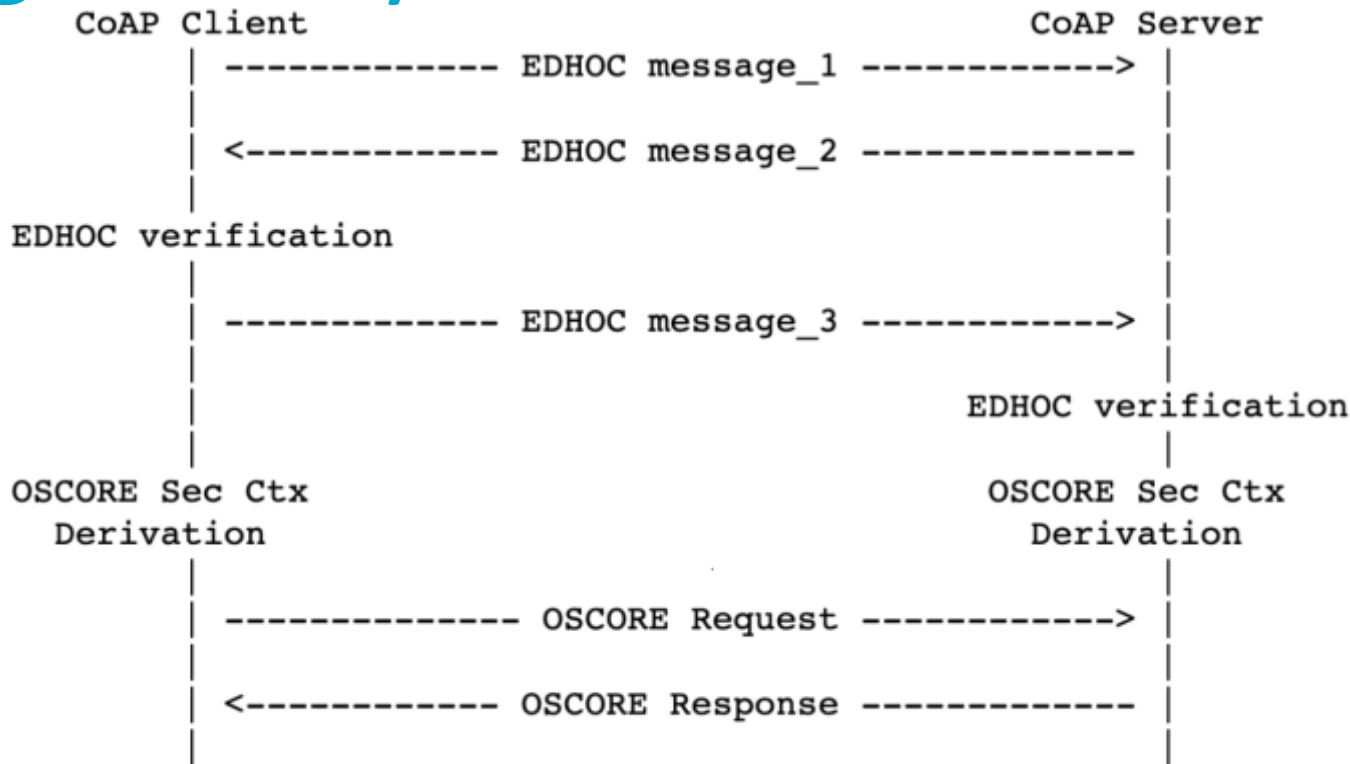 CoAP Client CoAP Server
------------- EDHOC message_1 ------------>
<------------ EDHOC message_2 -------------
EDHOC verification
------------- EDHOC message_3 ------------>
EDHOC verification
OSCORE Sec Ctx OSCORE Sec Ctx
Derivation Derivation
-------------- OSCORE Request ------------>
<------------ OSCORE Response -------------